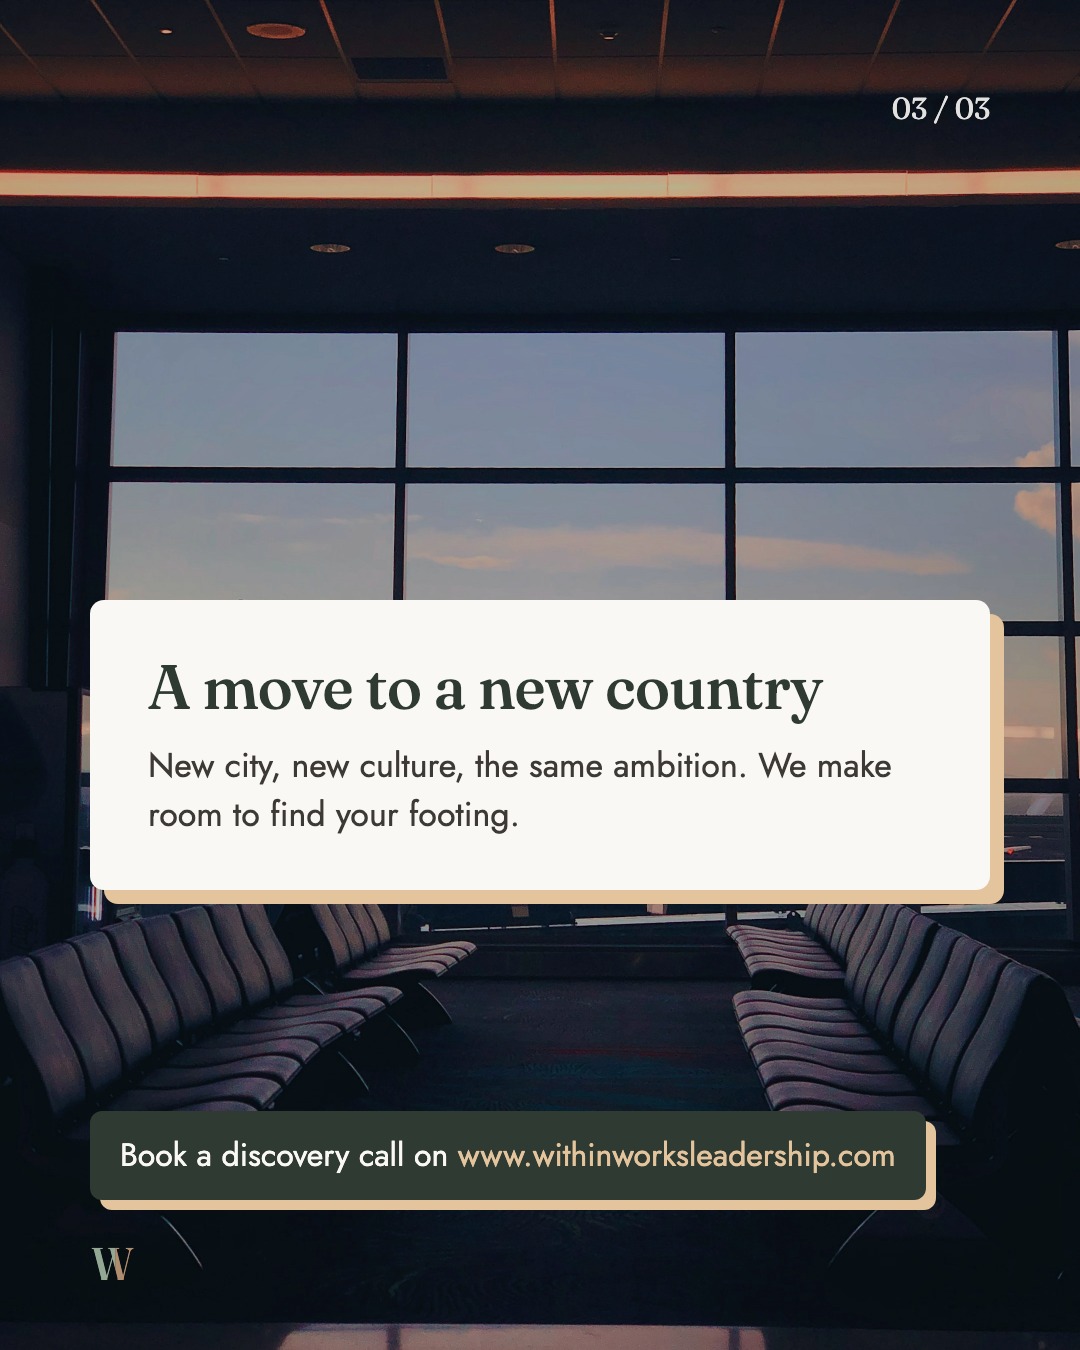 03 / 03
A move to a new country
New city, new culture, the same ambition. We make
room to find your footing.
Book a discovery call on www.withinworksleadership.com
W